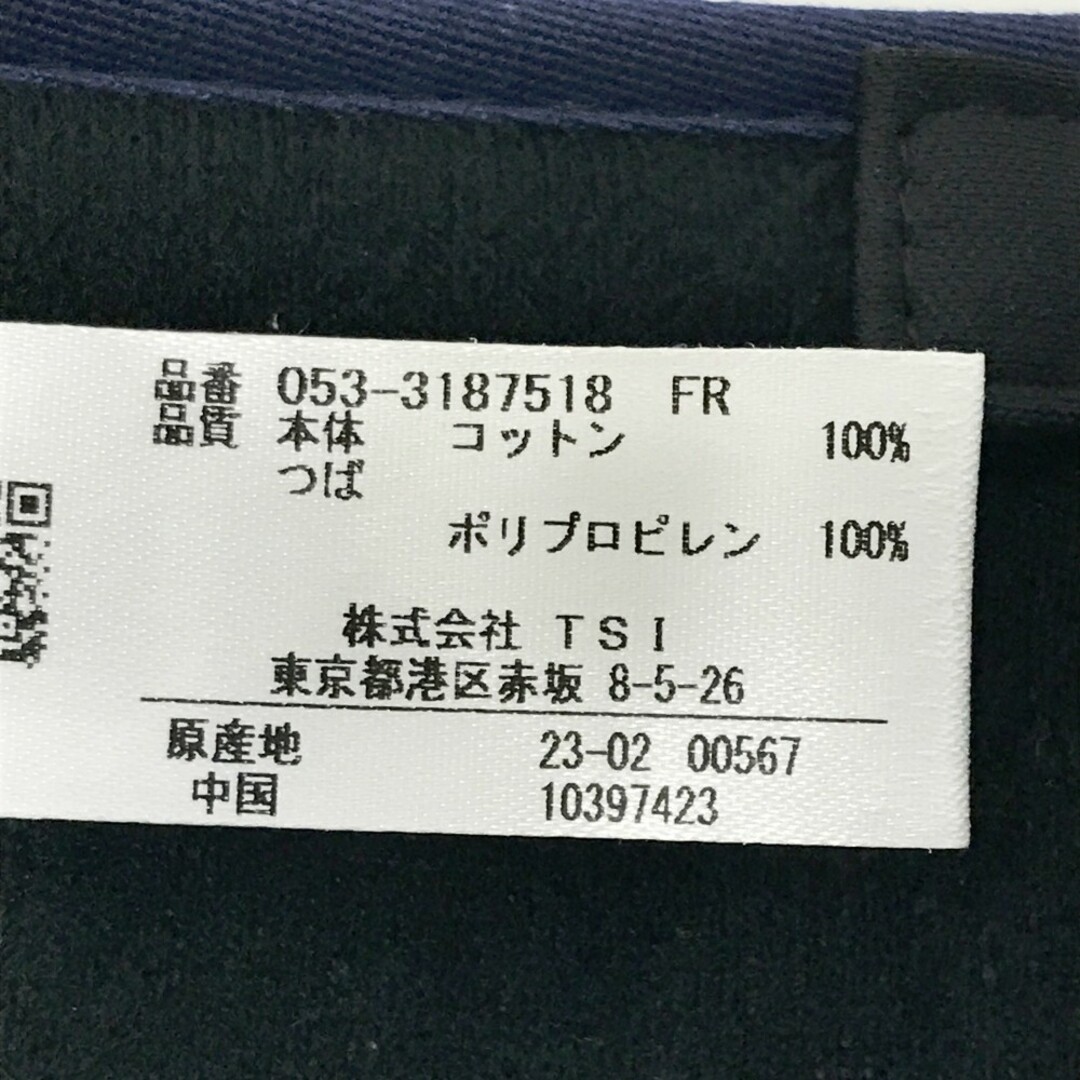 品番 053-3187518 FR
品質 本体 コットン 100%
つば
ポリプロピレン 100%
株式会社 TSI
東京都港区赤坂 8-5-26
原産地 23-02 00567
中国 10397423